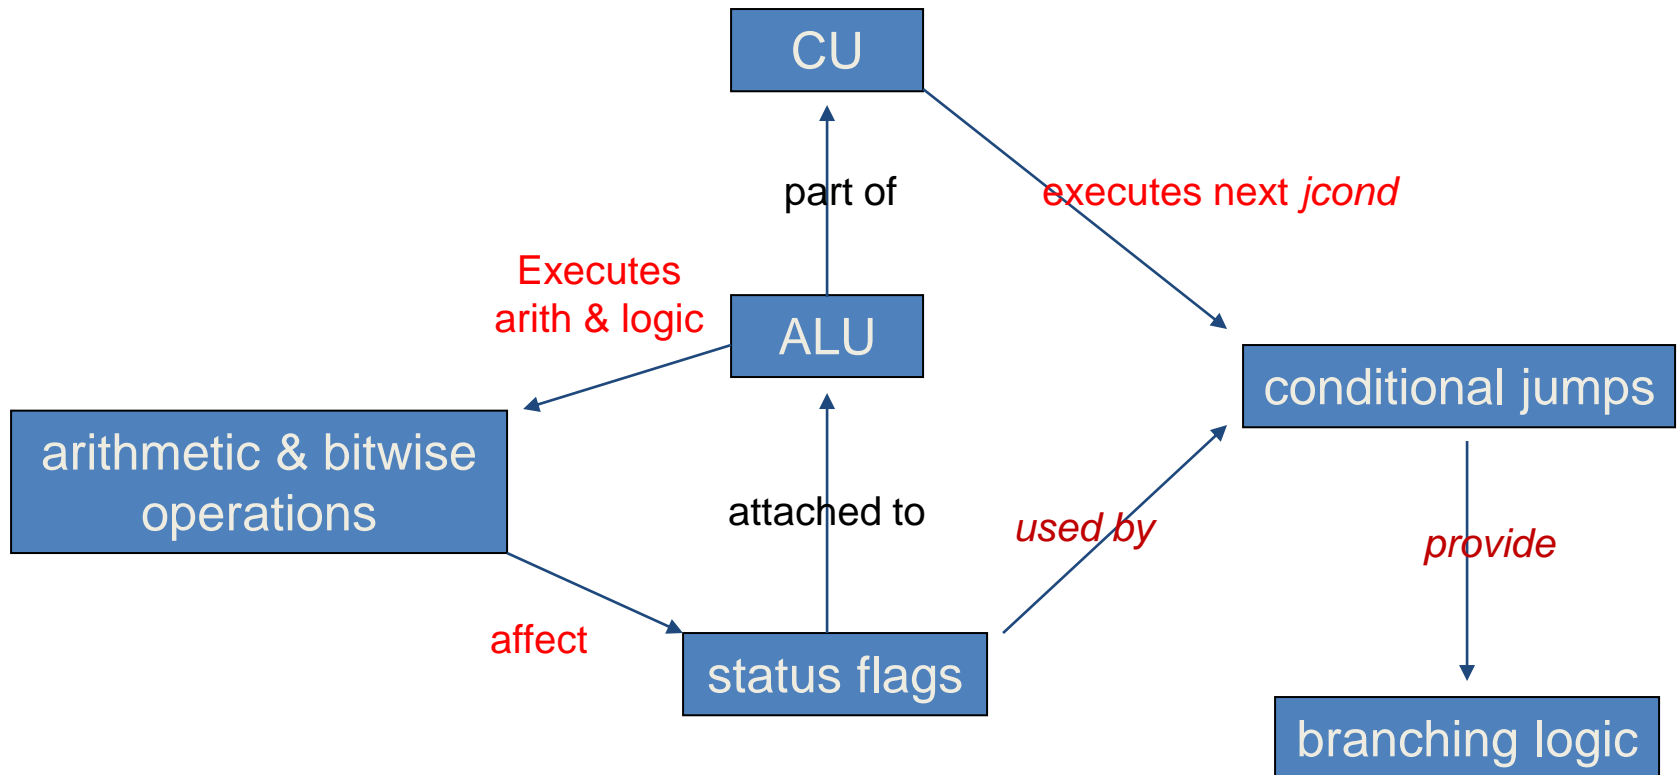 CU
part of
executes next jcond
Executes
arith & logic
ALU
conditional jumps
arithmetic & bitwise
operations
attached to
used by
provide
affect
status flags
branching logic